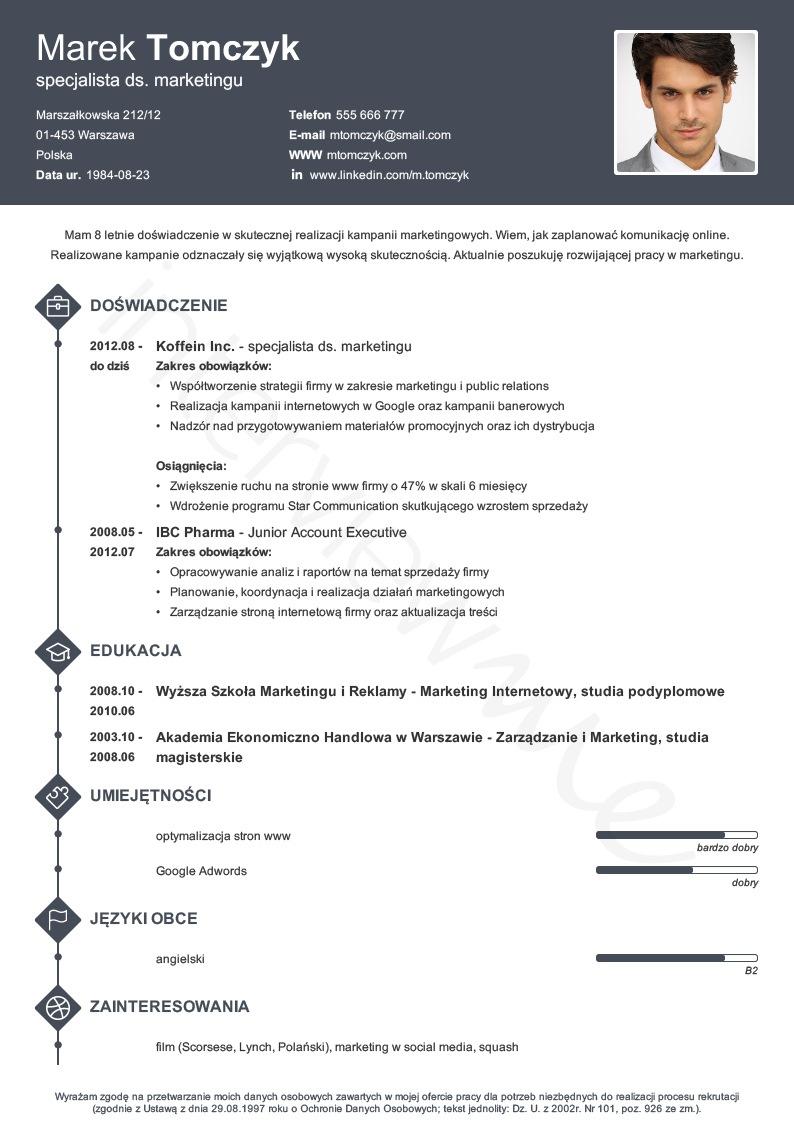 Marek Tomczyk
specjalista ds. marketingu
Marszałkowska 212/12
01-453 Warszawa
Polska
Data ur. 1984-08-23
Telefon 555 666 777
E-mail mtomczyk@smail.com
WWW mtomczyk.com
in www.linkedin.com/m.tomczyk
Mam 8 letnie doświadczenie w skutecznej realizacji kampanii marketingowych. Wiem, jak zaplanować komunikację online.
Realizowane kampanie odznaczały się wyjątkową wysoką skutecznością. Aktualnie poszukuję rozwijającej pracy w marketingu.
DOŚWIADCZENIE
2012.08 - Koffein Inc. - specjalista ds. marketingu
do dziś Zakres obowiązków:
• Współtworzenie strategii firmy w zakresie marketingu i public relations
• Realizacja kampanii internetowych w Google oraz kampanii banerowych
• Nadzór nad przygotowywaniem materiałów promocyjnych oraz ich dystrybucja
Osiągnięcia:
• Zwiększenie ruchu na stronie www firmy o 47% w skali 6 miesięcy
• Wdrożenie programu Star Communication skutkującego wzrostem sprzedaży
2008.05 - IBC Pharma - Junior Account Executive
2012.07 Zakres obowiązków:
• Opracowywanie analiz i raportów na temat sprzedaży firmy
• Planowanie, koordynacja i realizacja działań marketingowych
• Zarządzanie stroną internetową firmy oraz aktualizacja treści
EDUKACJA
2008.10 - Wyższa Szkoła Marketingu i Reklamy - Marketing Internetowy, studia podyplomowe
2010.06
2003.10 - Akademia Ekonomiczno Handlowa w Warszawie - Zarządzanie i Marketing, studia
2008.06 magisterskie
UMIEJĘTNOŚCI
optymalizacja stron www
bardzo dobry
Google Adwords
dobry
JĘZYKI OBCE
angielski
B2
ZAINTERESOWANIA
film (Scorsese, Lynch, Polański), marketing w social media, squash
Wyrażam zgodę na przetwarzanie moich danych osobowych zawartych w mojej ofercie pracy dla potrzeb niezbędnych do realizacji procesu rekrutacji
(zgodnie z Ustawą z dnia 29.08.1997 roku o Ochronie Danych Osobowych; tekst jednolity: Dz. U. z 2002r. Nr 101, poz. 926 ze zm.).
interviewme